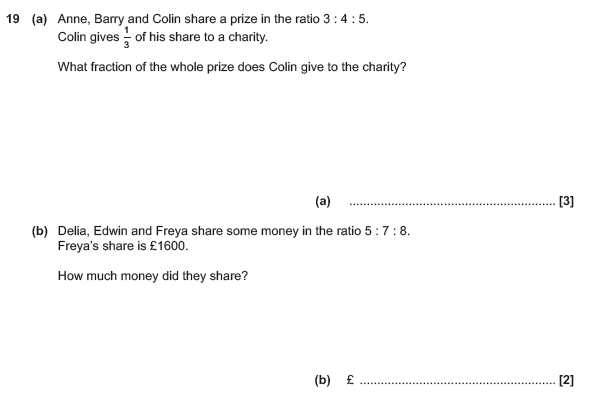 19 (a) Anne, Barry and Colin share a prize in the ratio 3 : 4 : 5.
Colin gives 1/3 of his share to a charity.
What fraction of the whole prize does Colin give to the charity?
(a) ............................................................ [3]
(b) Delia, Edwin and Freya share some money in the ratio 5 : 7 : 8.
Freya's share is £1600.
How much money did they share?
(b) £ ......................................................... [2]